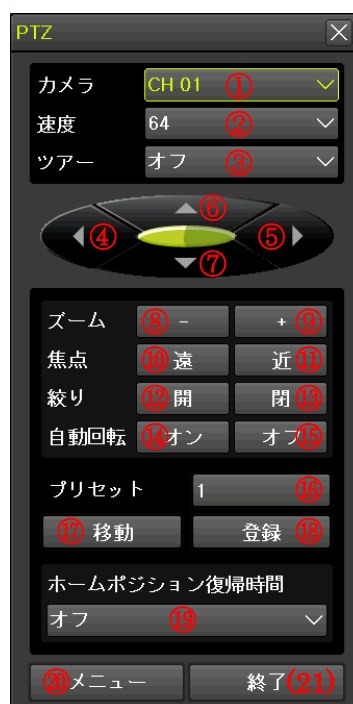 PTZ
カメラ CH 01 ①
速度 64 ②
ツアー オフ ③
⑥
④ ⑤
⑦
ズーム ⑧ - + ⑨
焦点 ⑩ 遠 近 ⑪
絞り ⑫ 開 閉 ⑬
自動回転 ⑭ オン オフ ⑮
プリセット 1 ⑯
⑰ 移動 登録 ⑱
ホームポジション復帰時間
オフ ⑲
⑳ メニュー 終了 (21)